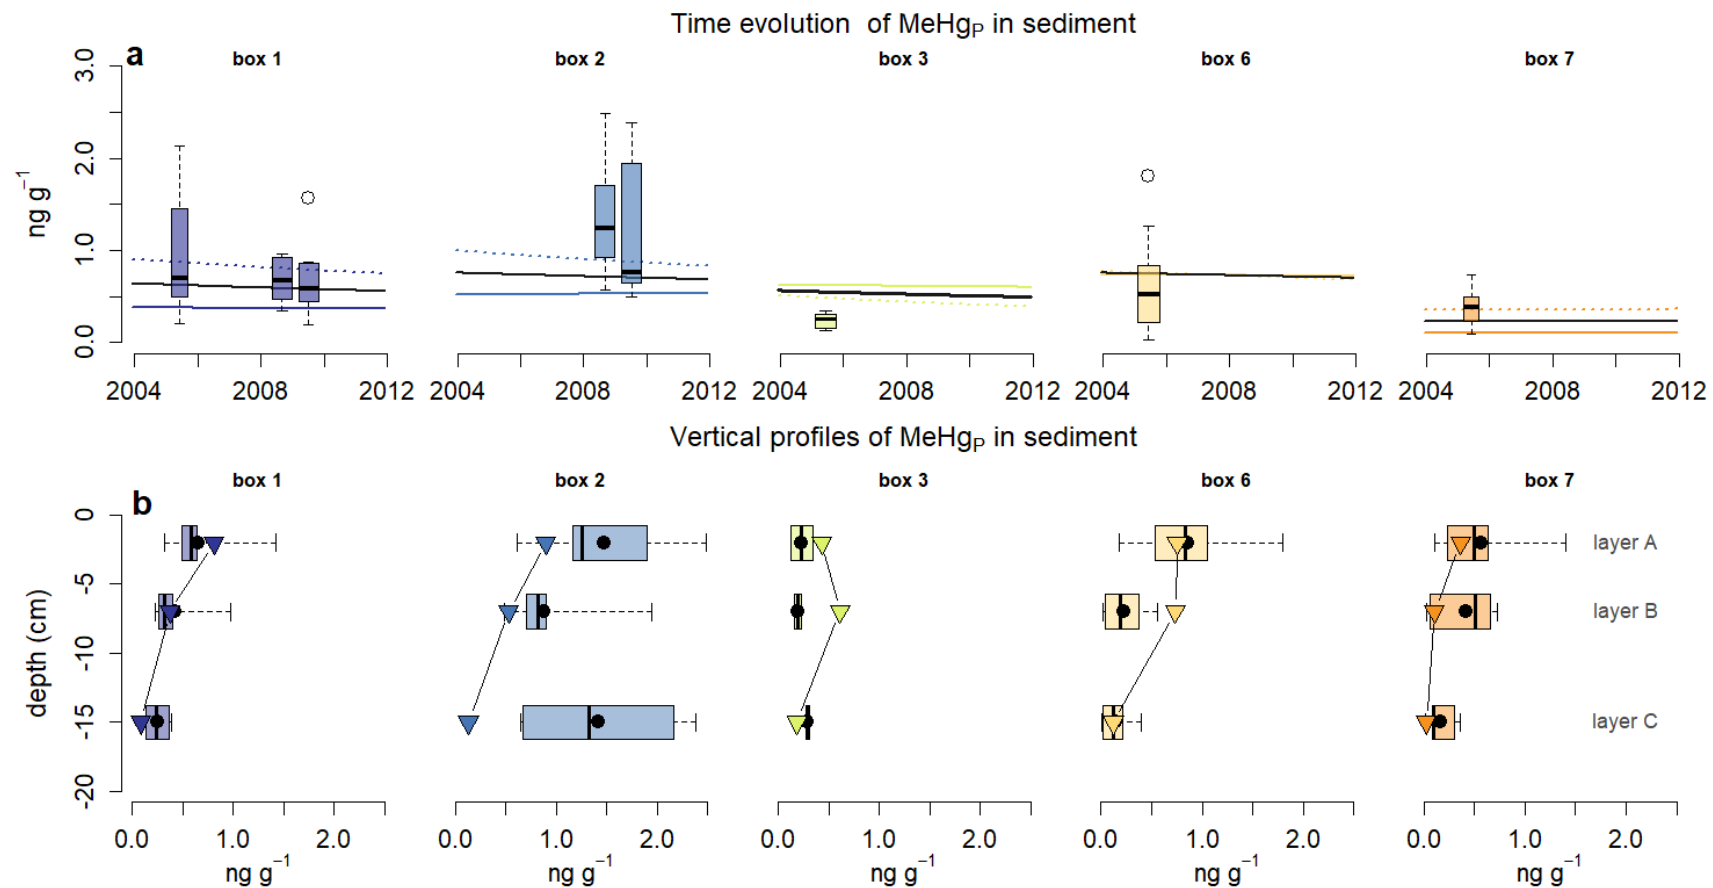 Time evolution  of MeHgP in sediment
a
box 1 box 2 box 3 box 6 box 7
3.0
2.0
1.0
0.0
ng g−1
2004 2008 2012 2004 2008 2012 2004 2008 2012 2004 2008 2012 2004 2008 2012
Vertical profiles of MeHgP in sediment
b
box 1 box 2 box 3 box 6 box 7
0
-5
-10
-15
-20
depth (cm)
layer A
layer B
layer C
0.0 1.0 2.0 0.0 1.0 2.0 0.0 1.0 2.0 0.0 1.0 2.0 0.0 1.0 2.0
ng g−1 ng g−1 ng g−1 ng g−1 ng g−1